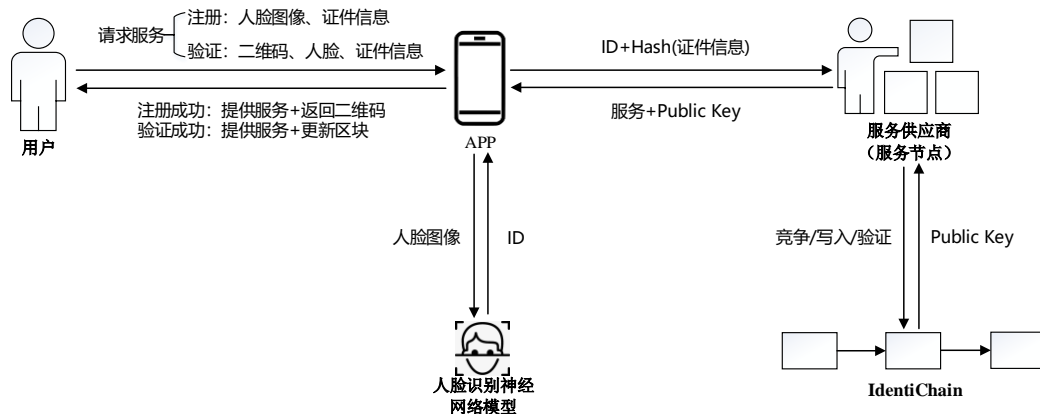 注册：人脸图像、证件信息
请求服务
验证：二维码、人脸、证件信息
注册成功：提供服务+返回二维码
验证成功：提供服务+更新区块
用户
APP
ID+Hash(证件信息)
服务+Public Key
服务供应商
（服务节点）
人脸图像
ID
竞争/写入/验证
Public Key
人脸识别神经
网络模型
IdentiChain